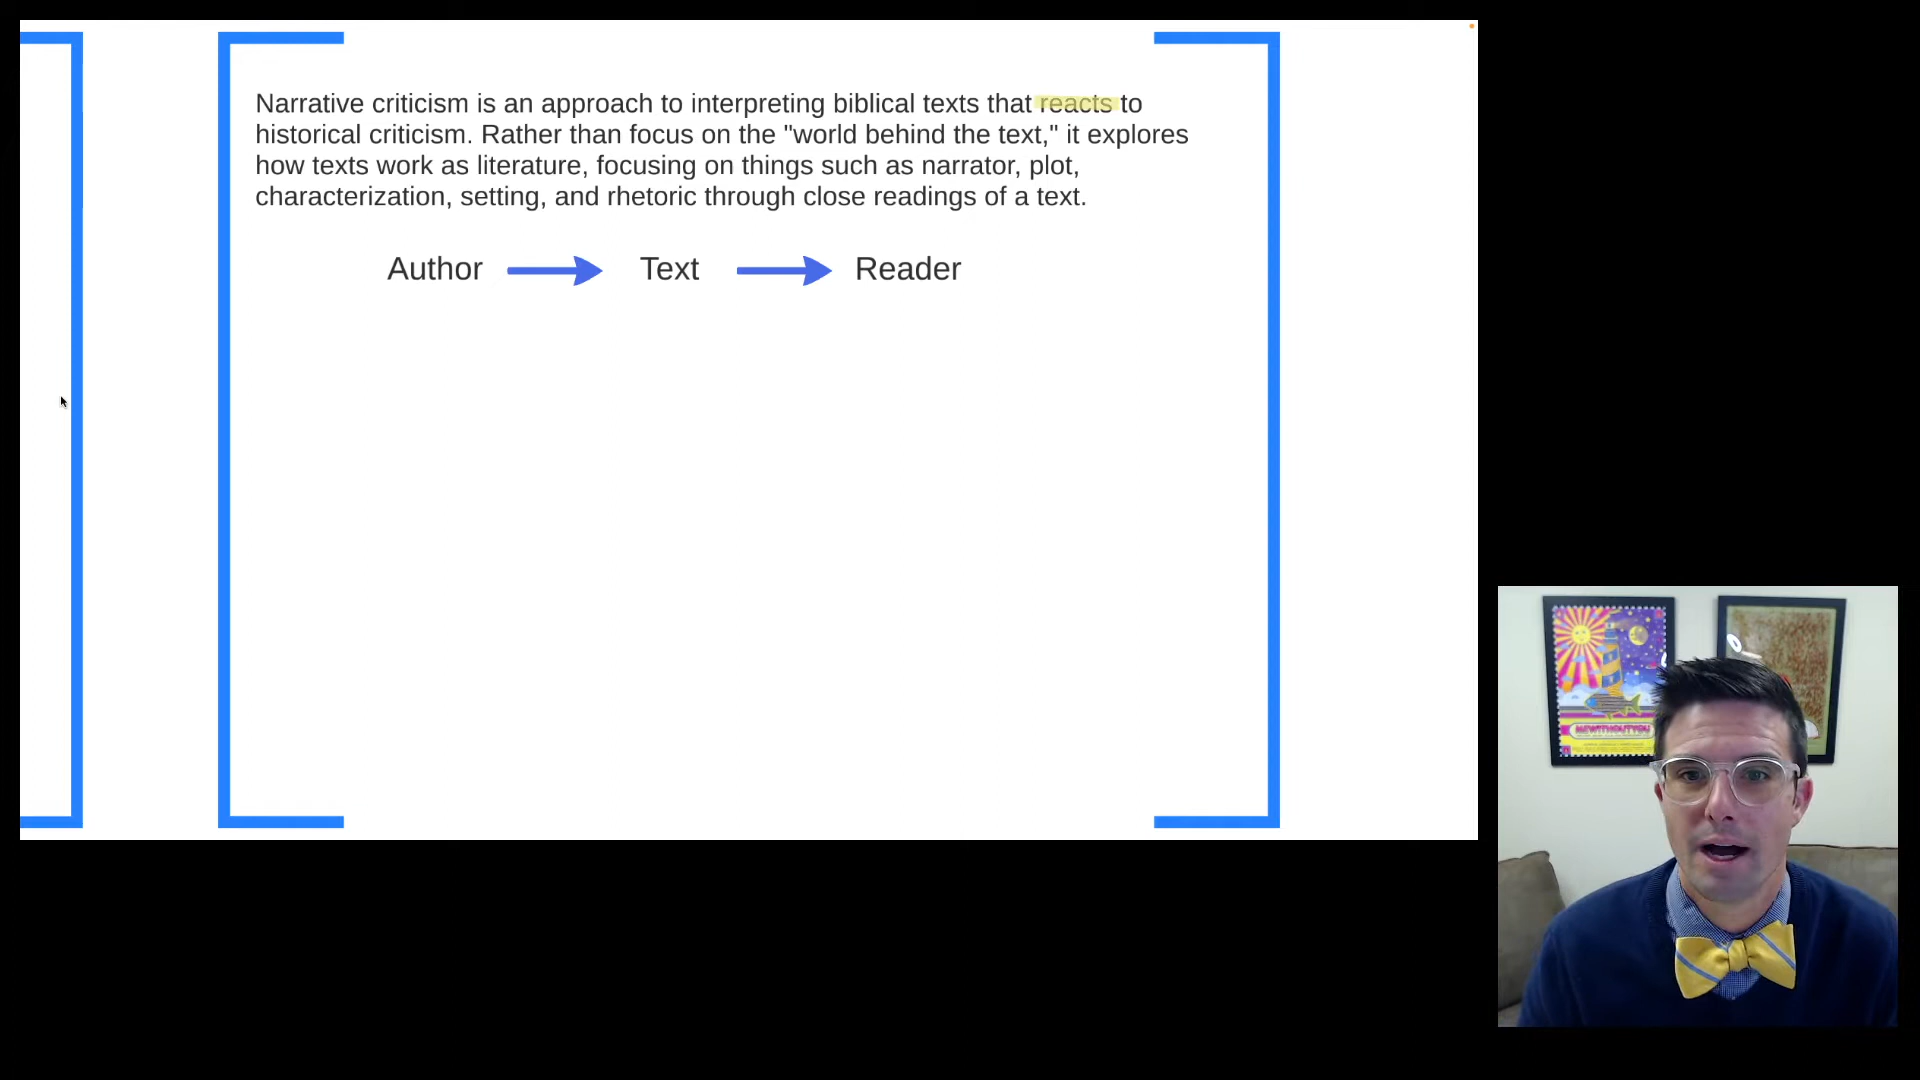 Narrative criticism is an approach to interpreting biblical texts that reacts to
historical criticism. Rather than focus on the "world behind the text," it explores
how texts work as literature, focusing on things such as narrator, plot,
characterization, setting, and rhetoric through close readings of a text.
Author Text Reader
MEWITHOUTYOU